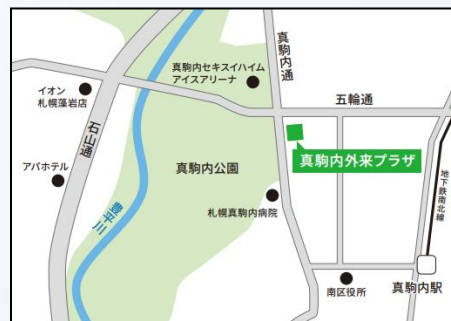 真駒内通
真駒内セキスイハイム
アイスアリーナ
イオン
札幌藻岩店
五輪通
石山通
真駒内外来プラザ
アパホテル
真駒内公園
地下鉄南北線
札幌真駒内病院
豊平川
南区役所
真駒内駅